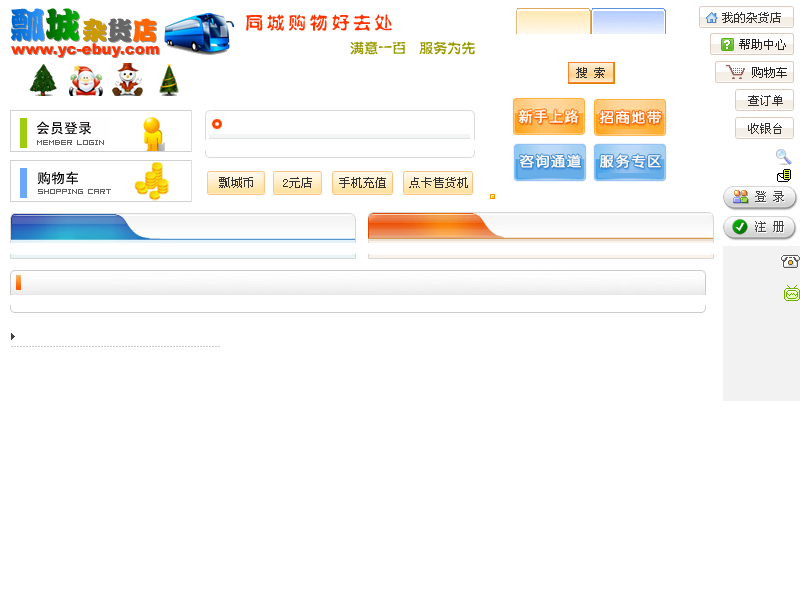 瓢城杂货店
www.yc-ebuy.com
同城购物好去处
满意一百 服务为先
我的杂货店
帮助中心
购物车
查订单
收银台
搜 索
新手上路
招商地带
咨询通道
服务专区
会员登录
MEMBER LOGIN
购物车
SHOPPING CART
瓢城币
2元店
手机充值
点卡售货机
登 录
注 册